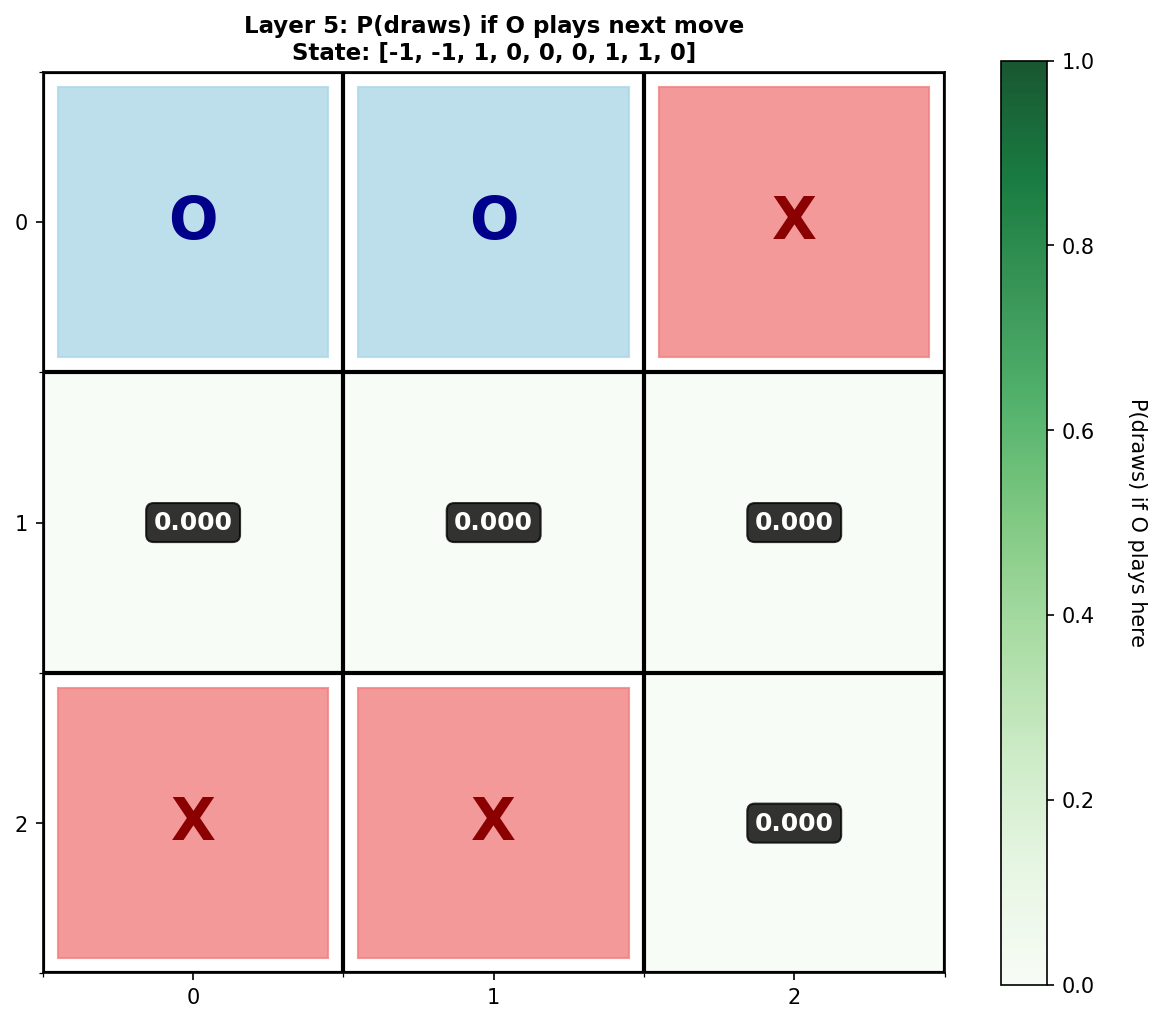 Layer 5: P(draws) if O plays next move
State: [-1, -1, 1, 0, 0, 0, 1, 1, 0]
0
O
O
X
1
0.000
0.000
0.000
2
X
X
0.000
0
1
2
1.0
0.8
0.6
0.4
0.2
0.0
P(draws) if O plays here